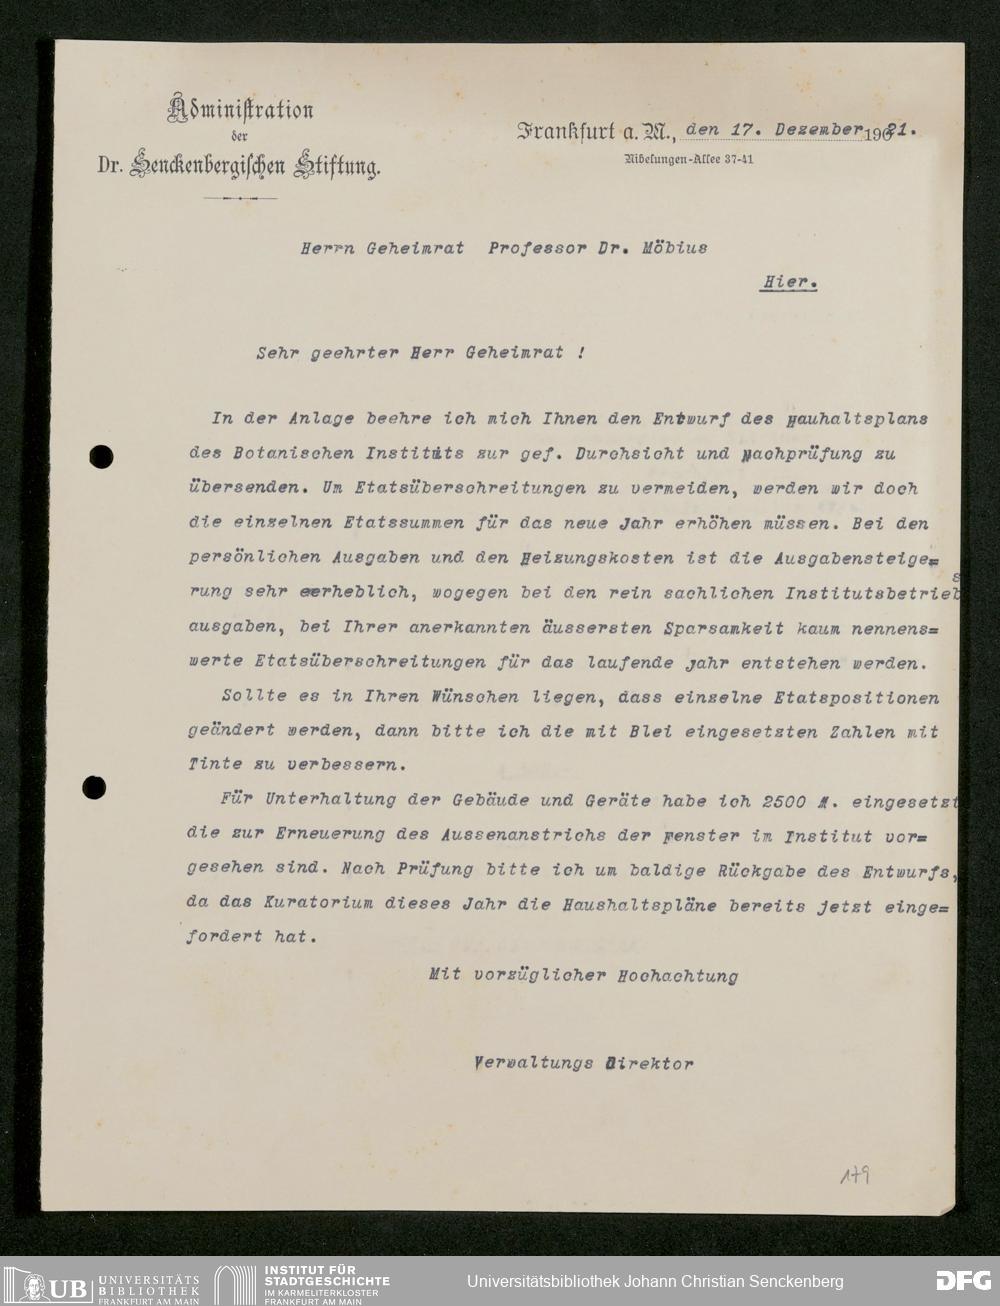 Administration
der
Dr. Senckenbergischen Stiftung.
Frankfurt a. M., den 17. Dezember 1921.
Nibelungen-Allee 37-41
Herrn Geheimrat Professor Dr. Möbius
Hier.
Sehr geehrter Herr Geheimrat !
In der Anlage beehre ich mich Ihnen den Entwurf des Hauhaltsplans
des Botanischen Instituts zur gef. Durchsicht und Nachprüfung zu
übersenden. Um Etatsüberschreitungen zu vermeiden, werden wir doch
die einzelnen Etatssummen für das neue Jahr erhöhen müssen. Bei den
persönlichen Ausgaben und den Heizungskosten ist die Ausgabensteige=
rung sehr eerheblich, wogegen bei den rein sachlichen Institutsbetriebs
ausgaben, bei Ihrer anerkannten äussersten Sparsamkeit kaum nennens=
werte Etatsüberschreitungen für das laufende Jahr entstehen werden.
Sollte es in Ihren Wünschen liegen, dass einzelne Etatspositionen
geändert werden, dann bitte ich die mit Blei eingesetzten Zahlen mit
Tinte zu verbessern.
Für Unterhaltung der Gebäude und Geräte habe ich 2500 M. eingesetzt
die zur Erneuerung des Aussenanstrichs der Fenster im Institut vor=
gesehen sind. Nach Prüfung bitte ich um baldige Rückgabe des Entwurfs,
da das Kuratorium dieses Jahr die Haushaltspläne bereits jetzt einge=
fordert hat.
Mit vorzüglicher Hochachtung
Verwaltungs Direktor
179
UB UNIVERSITÄTS
BIBLIOTHEK
FRANKFURT AM MAIN
INSTITUT FÜR
STADTGESCHICHTE
IM KARMELITERKLOSTER
FRANKFURT AM MAIN
Universitätsbibliothek Johann Christian Senckenberg
DFG